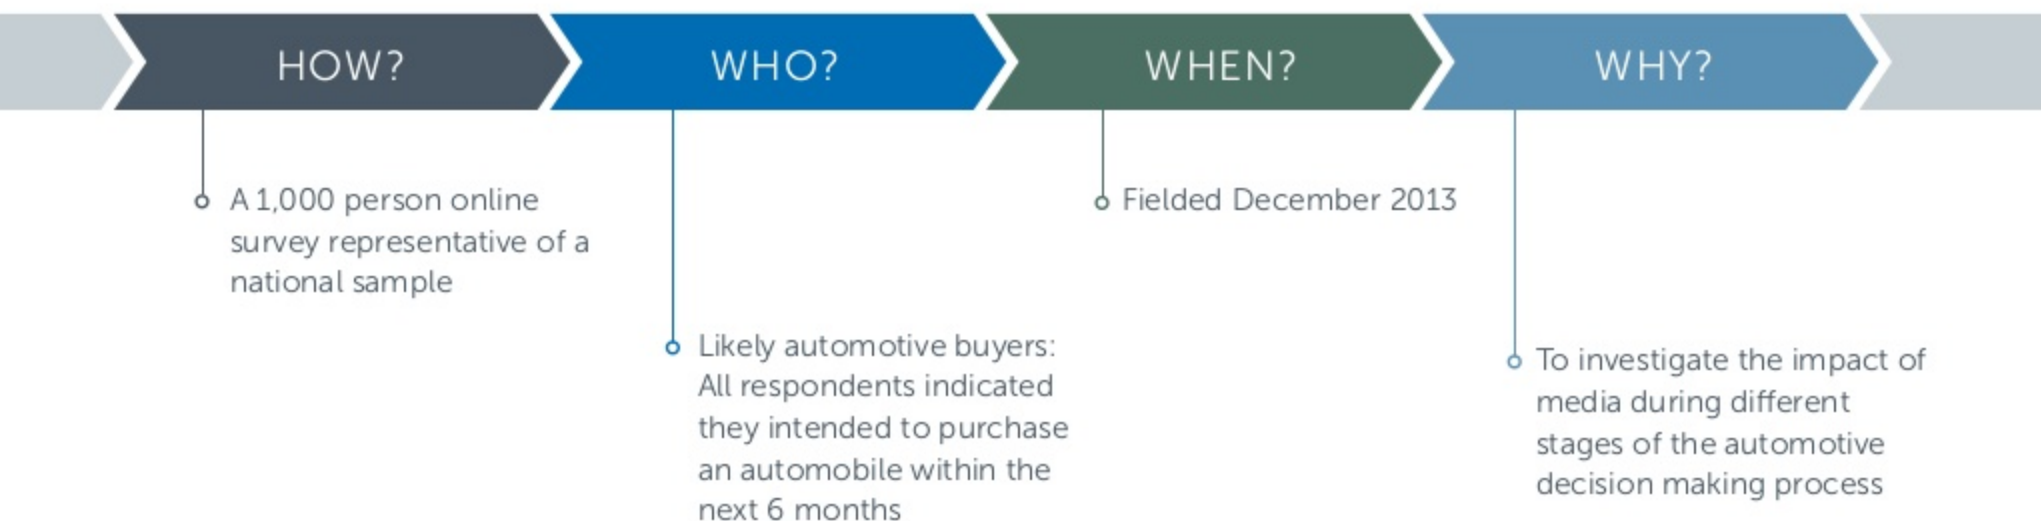 HOW?
WHO?
WHEN?
WHY?
A 1,000 person online
survey representative of a
national sample
Likely automotive buyers:
All respondents indicated
they intended to purchase
an automobile within the
next 6 months
Fielded December 2013
To investigate the impact of
media during different
stages of the automotive
decision making process